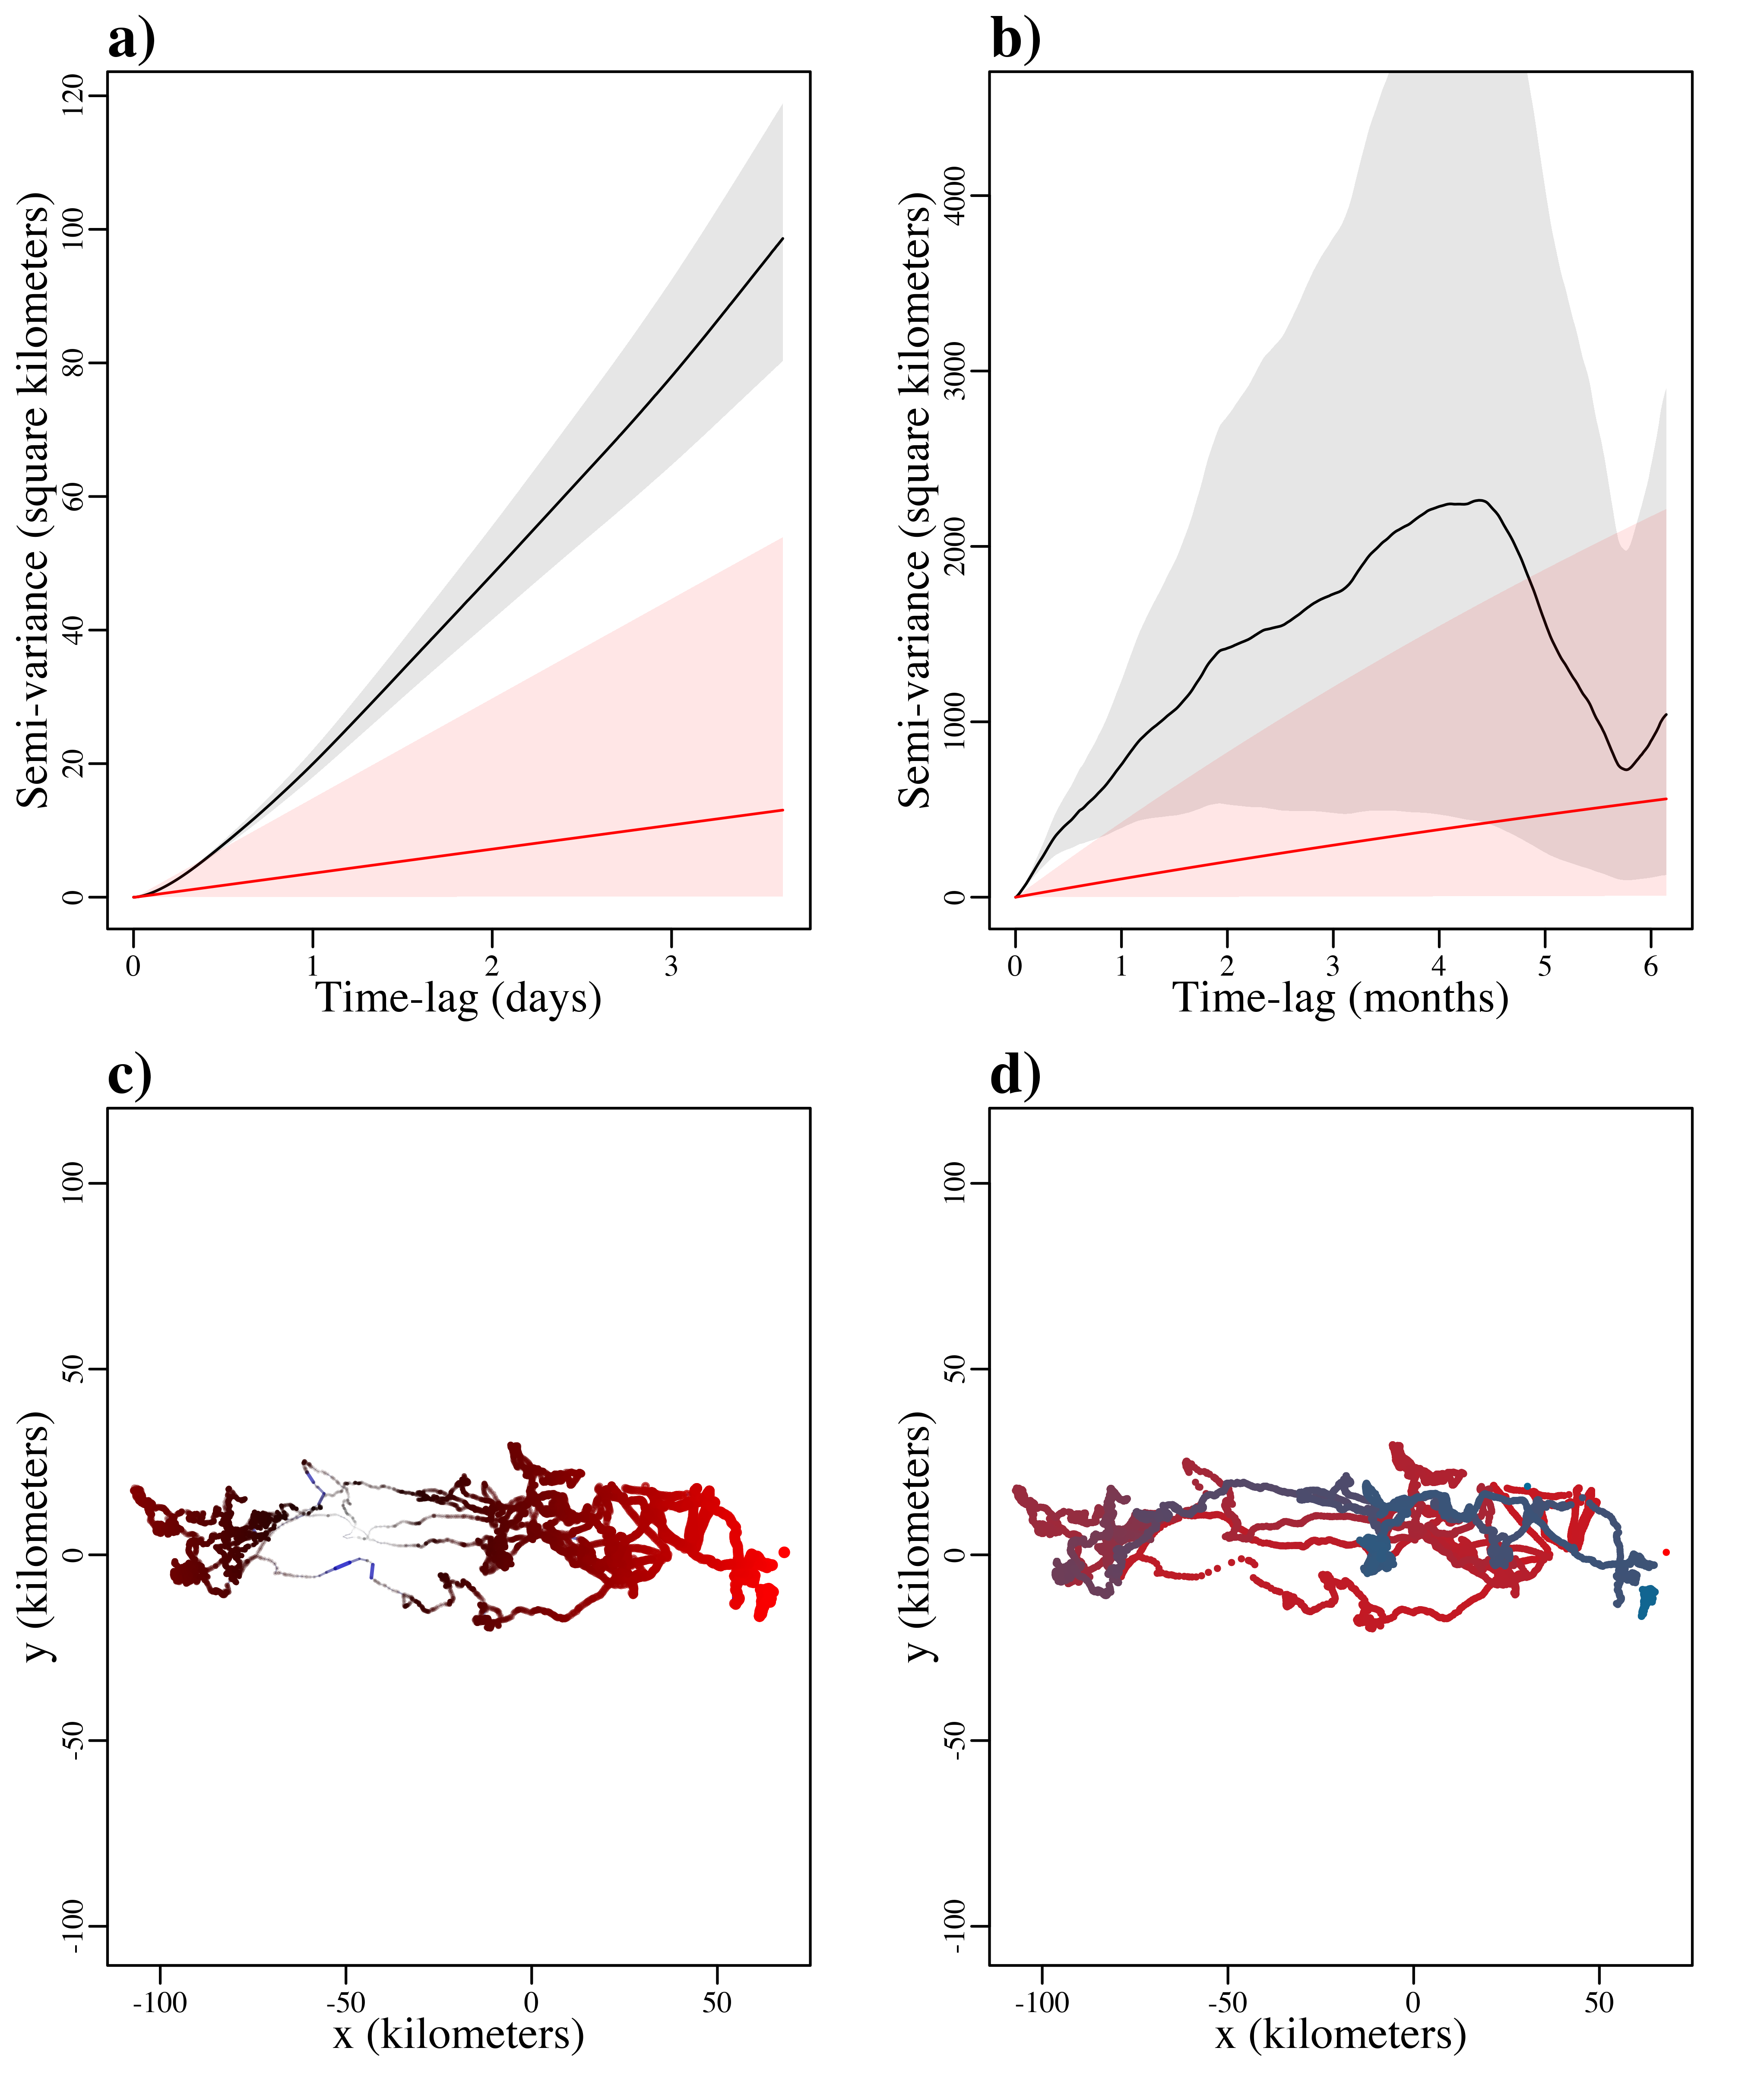 a)
Semi-variance (square kilometers)
120
100
80
60
40
20
0
0 1 2 3
Time-lag (days)
b)
Semi-variance (square kilometers)
4000
3000
2000
1000
0
0 1 2 3 4 5 6
Time-lag (months)
c)
y (kilometers)
100
50
0
-50
-100
-100 -50 0 50
x (kilometers)
d)
y (kilometers)
100
50
0
-50
-100
-100 -50 0 50
x (kilometers)